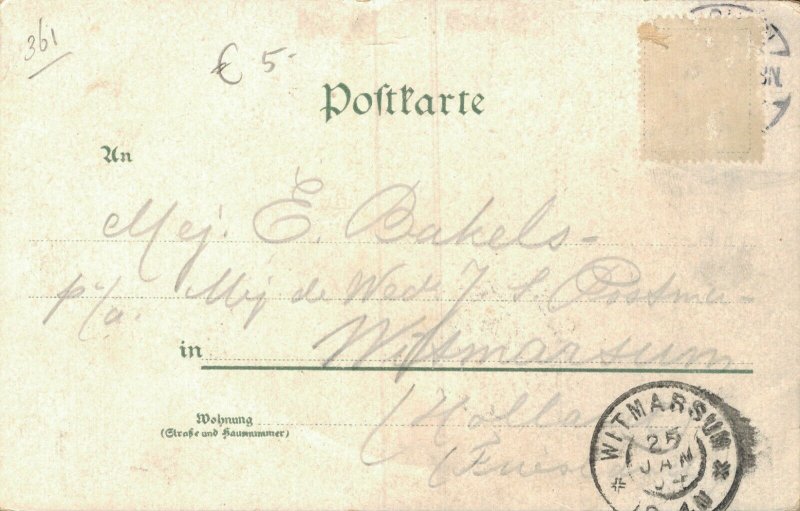 361
€ 5-
Postkarte
An
Mej. E. Bakels-
p/a. Mej de Wed. J. S. Postma-
in Witmarsum
Wohnung
(Straße und Hausnummer)
(Holland
WITMARSUM
25
JAN